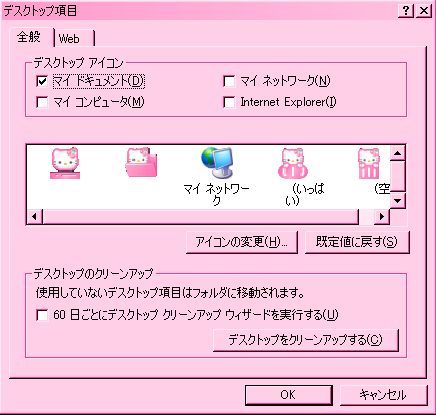 デスクトップ項目
全般
Web
デスクトップ アイコン
マイ ドキュメント(D)
マイ ネットワーク(N)
マイ コンピュータ(M)
Internet Explorer(I)
マイ ネットワー
ク
(いっぱ
い)
(空
アイコンの変更(H)...
既定値に戻す(S)
デスクトップのクリーンアップ
使用していないデスクトップ項目はフォルダに移動されます。
60 日ごとにデスクトップ クリーンアップ ウィザードを実行する(U)
デスクトップをクリーンアップする(C)
OK
キャンセル